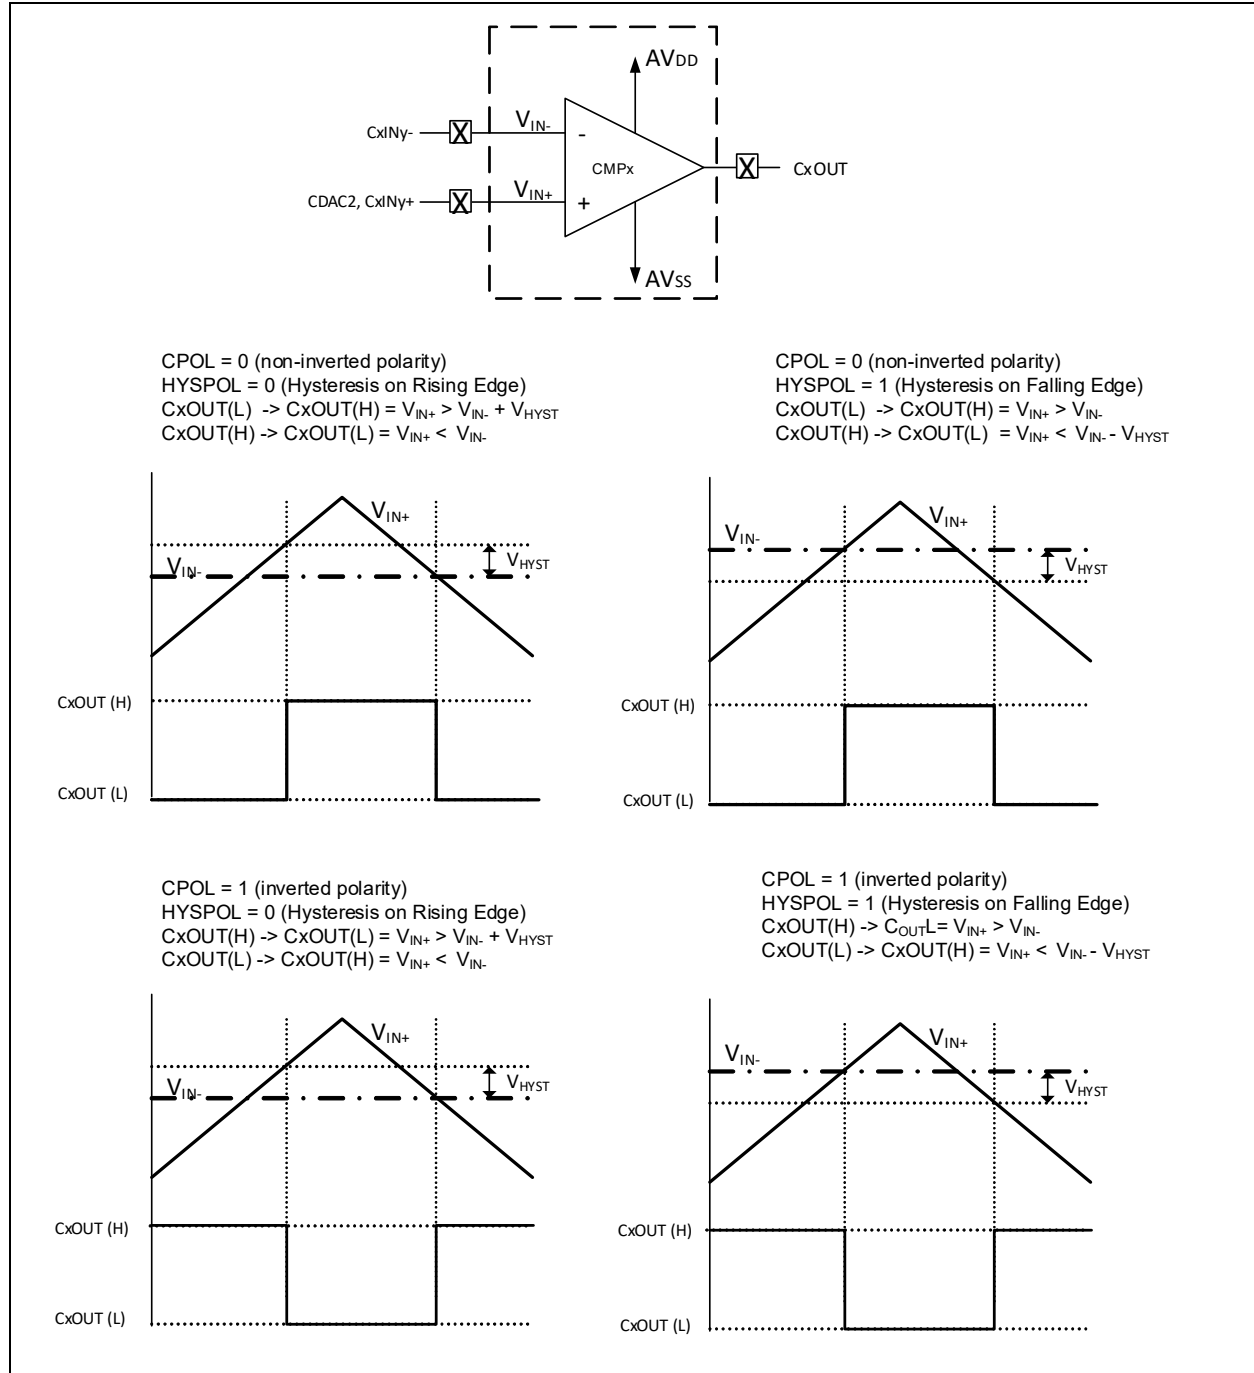 AVDD
CxINy-
VIN-
-
CMPx
CxOUT
CDAC2, CxINy+
VIN+
+
AVSS
CPOL = 0 (non-inverted polarity)
HYSPOL = 0 (Hysteresis on Rising Edge)
CxOUT(L) -> CxOUT(H) = VIN+ > VIN- + VHYST
CxOUT(H) -> CxOUT(L) = VIN+ < VIN-
VIN+
VIN-
VHYST
CxOUT (H)
CxOUT (L)
CPOL = 0 (non-inverted polarity)
HYSPOL = 1 (Hysteresis on Falling Edge)
CxOUT(L) -> CxOUT(H) = VIN+ > VIN-
CxOUT(H) -> CxOUT(L) = VIN+ < VIN- - VHYST
VIN+
VIN-
VHYST
CxOUT (H)
CxOUT (L)
CPOL = 1 (inverted polarity)
HYSPOL = 0 (Hysteresis on Rising Edge)
CxOUT(H) -> CxOUT(L) = VIN+ > VIN- + VHYST
CxOUT(L) -> CxOUT(H) = VIN+ < VIN-
VIN+
VIN-
VHYST
CxOUT (H)
CxOUT (L)
CPOL = 1 (inverted polarity)
HYSPOL = 1 (Hysteresis on Falling Edge)
CxOUT(H) -> COUTL= VIN+ > VIN-
CxOUT(L) -> CxOUT(H) = VIN+ < VIN- - VHYST
VIN+
VIN-
VHYST
CxOUT (H)
CxOUT (L)